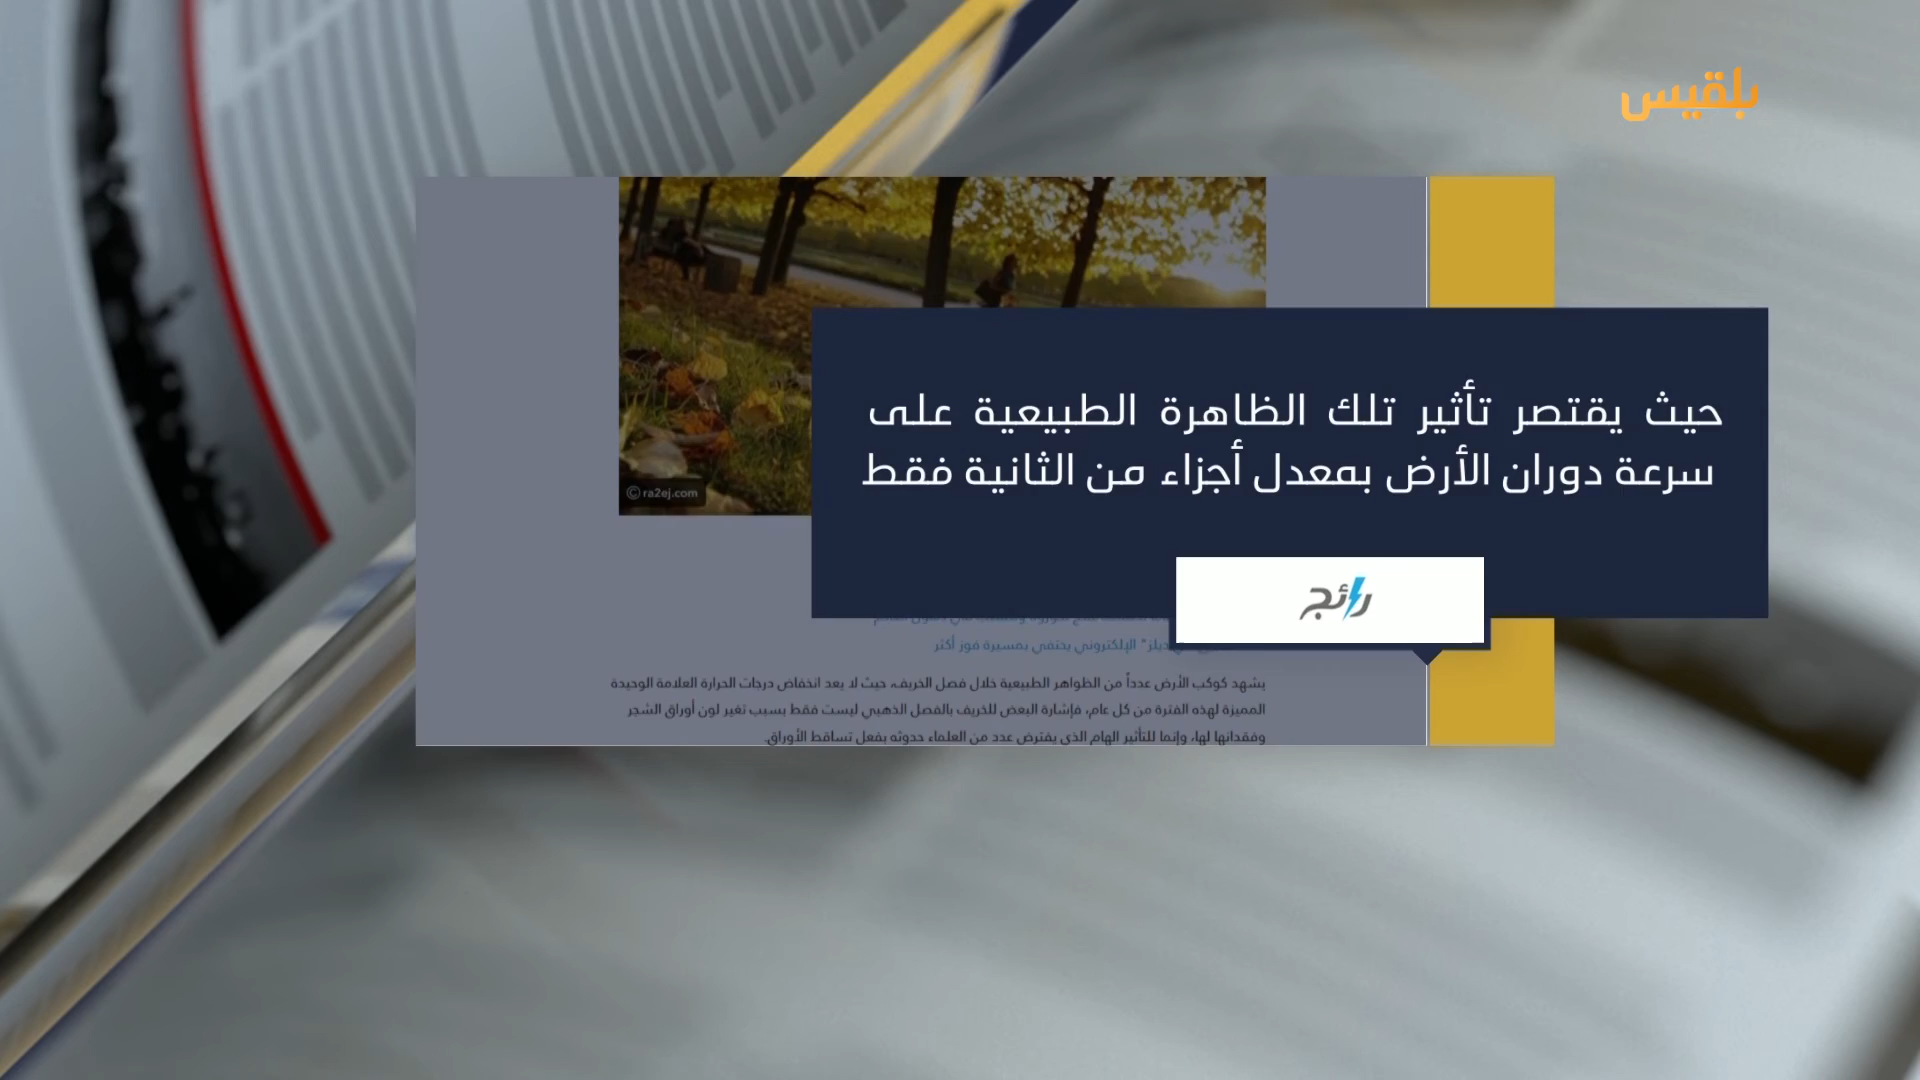 بلقيس
حيث يقتصر تأثير تلك الظاهرة الطبيعية على
سرعة دوران الأرض بمعدل أجزاء من الثانية فقط
© ra2ej.com
رائج
الإلكتروني يحتفي بمسيرة فوز أكثر
يشهد كوكب الأرض عدداً من الظواهر الطبيعية خلال فصل الخريف، حيث لا يعد انخفاض درجات الحرارة العلامة الوحيدة
المميزة لهذه الفترة من كل عام، فإشارة البعض للخريف بالفصل الذهبي ليست فقط بسبب تغير لون أوراق الشجر
وفقدانها لها، وإنما للتأثير الهام الذي يفترض عدد من العلماء حدوثه بفعل تساقط الأوراق.